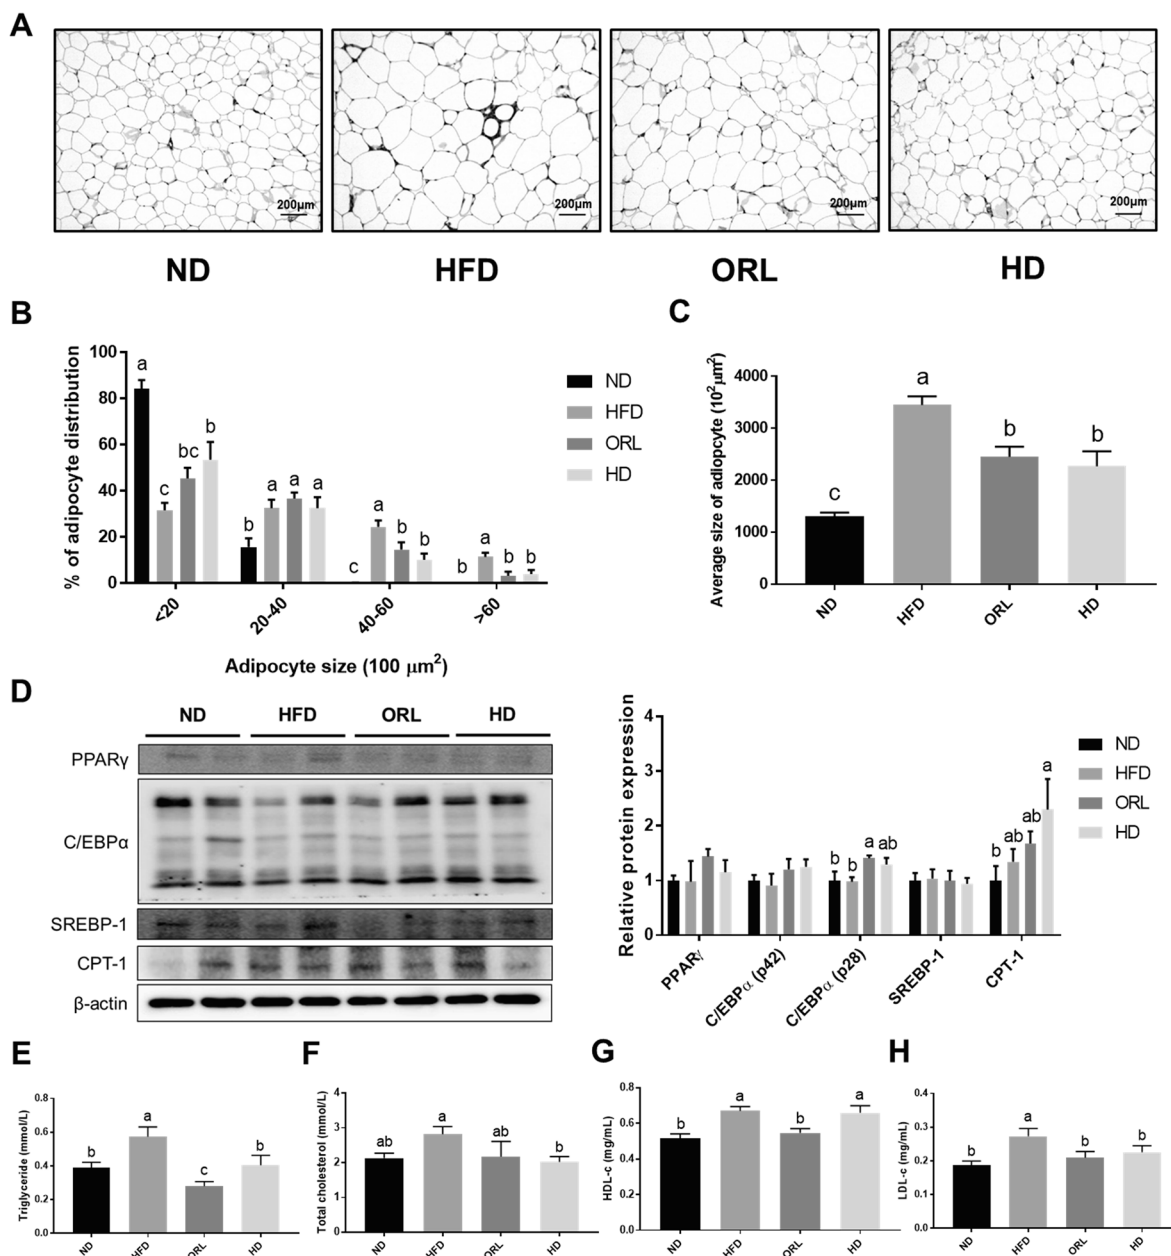 A
200μm
200μm
200μm
200μm
ND
HFD
ORL
HD
B
% of adipocyte distribution
100
80
60
40
20
0
a
c
bc
b
b
a
a
a
c
a
b
b
b
a
b
b
<20
20-40
40-60
>60
Adipocyte size (100 μm²)
ND
HFD
ORL
HD
C
Average size of adiopcyte (10²μm²)
4000
3000
2000
1000
0
c
a
b
b
ND
HFD
ORL
HD
D
ND
HFD
ORL
HD
PPARγ
C/EBPα
SREBP-1
CPT-1
β-actin
Relative protein expression
4
3
2
1
0
b
b
a
ab
b
ab
ab
a
PPARγ
C/EBPα (p42)
C/EBPα (p28)
SREBP-1
CPT-1
ND
HFD
ORL
HD
E
Triglyceride (mmol/L)
0.8
0.6
0.4
0.2
0.0
b
a
c
b
ND
HFD
ORL
HD
F
Total cholesterol (mmol/L)
4
3
2
1
0
ab
a
ab
b
ND
HFD
ORL
HD
G
HDL-c (mg/mL)
0.8
0.6
0.4
0.2
0.0
b
a
b
a
ND
HFD
ORL
HD
H
LDL-c (mg/mL)
0.4
0.3
0.2
0.1
0.0
b
a
b
b
ND
HFD
ORL
HD